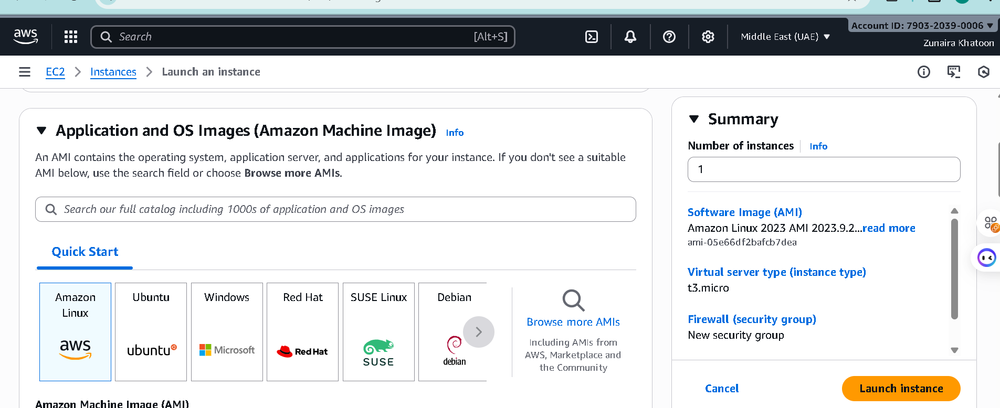 aws
Search
[Alt+S]
Middle East (UAE)
Account ID: 7903-2039-0006
Zunaira Khatoon
EC2
Instances
Launch an instance
Application and OS Images (Amazon Machine Image)
Info
An AMI contains the operating system, application server, and applications for your instance. If you don't see a suitable
AMI below, use the search field or choose Browse more AMIs.
Search our full catalog including 1000s of application and OS images
Quick Start
Amazon
Linux
aws
Ubuntu
ubuntu
Windows
Microsoft
Red Hat
Red Hat
SUSE Linux
SUSE
Debian
debian
Browse more AMIs
Including AMIs from
AWS, Marketplace and
the Community
Amazon Machine Image (AMI)
Summary
Number of instances
Info
1
Software Image (AMI)
Amazon Linux 2023 AMI 2023.9.2...read more
ami-05e66df2bafcb7dea
Virtual server type (instance type)
t3.micro
Firewall (security group)
New security group
Cancel
Launch instance